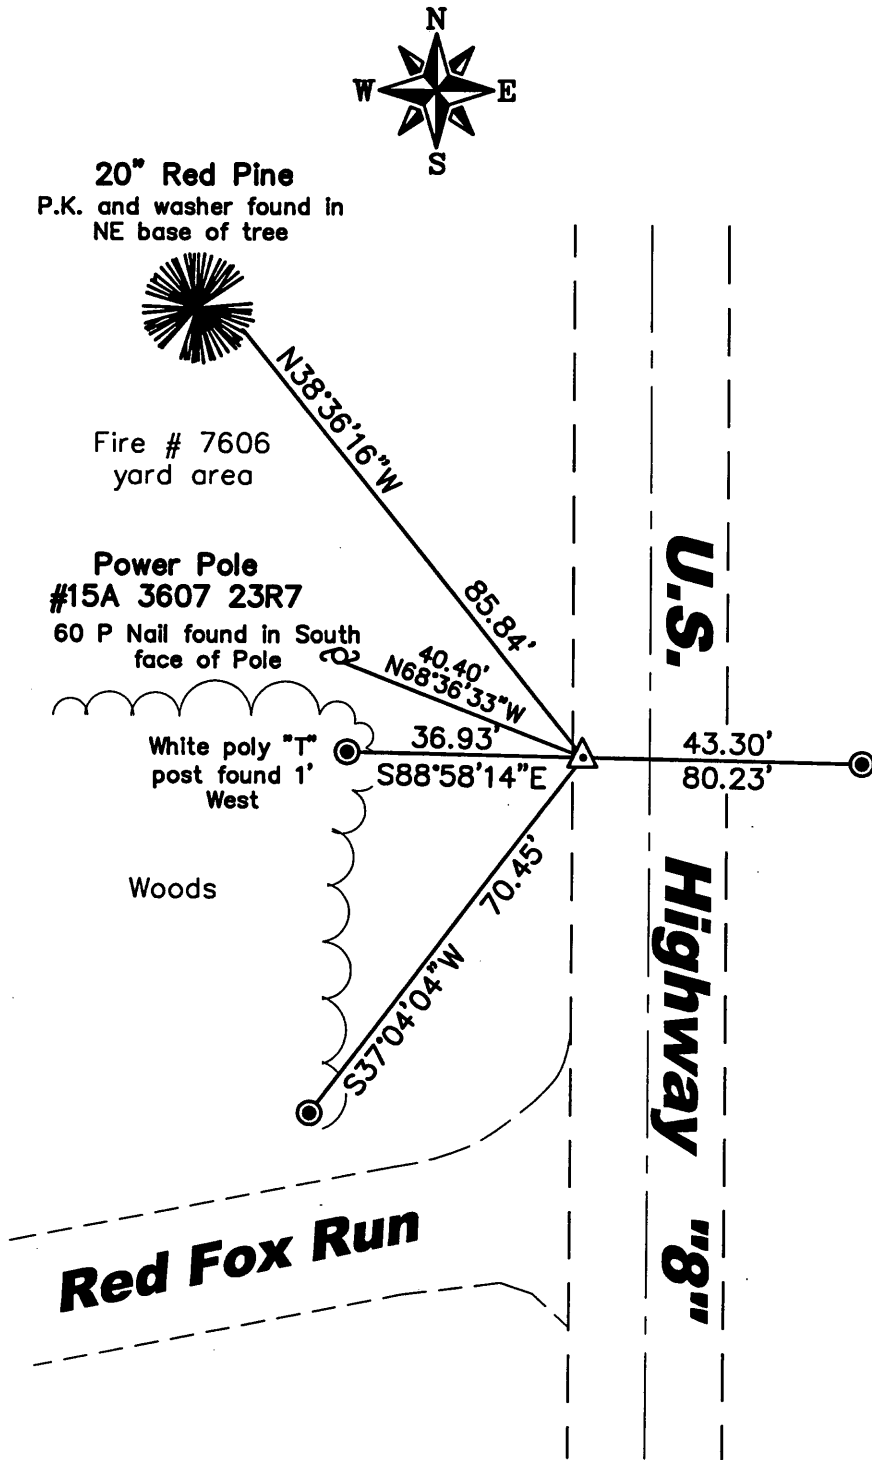 N
W E
S
20" Red Pine
P.K. and washer found in
NE base of tree
N38°36'16"W
85.84'
Fire # 7606
yard area
Power Pole
#15A 3607 23R7
60 P Nail found in South
face of Pole
40.40'
N68°36'33"W
36.93'
S88°58'14"E
43.30'
80.23'
White poly "T"
post found 1'
West
Woods
70.45'
S37°04'04"W
U.S. Highway "8"
Red Fox Run